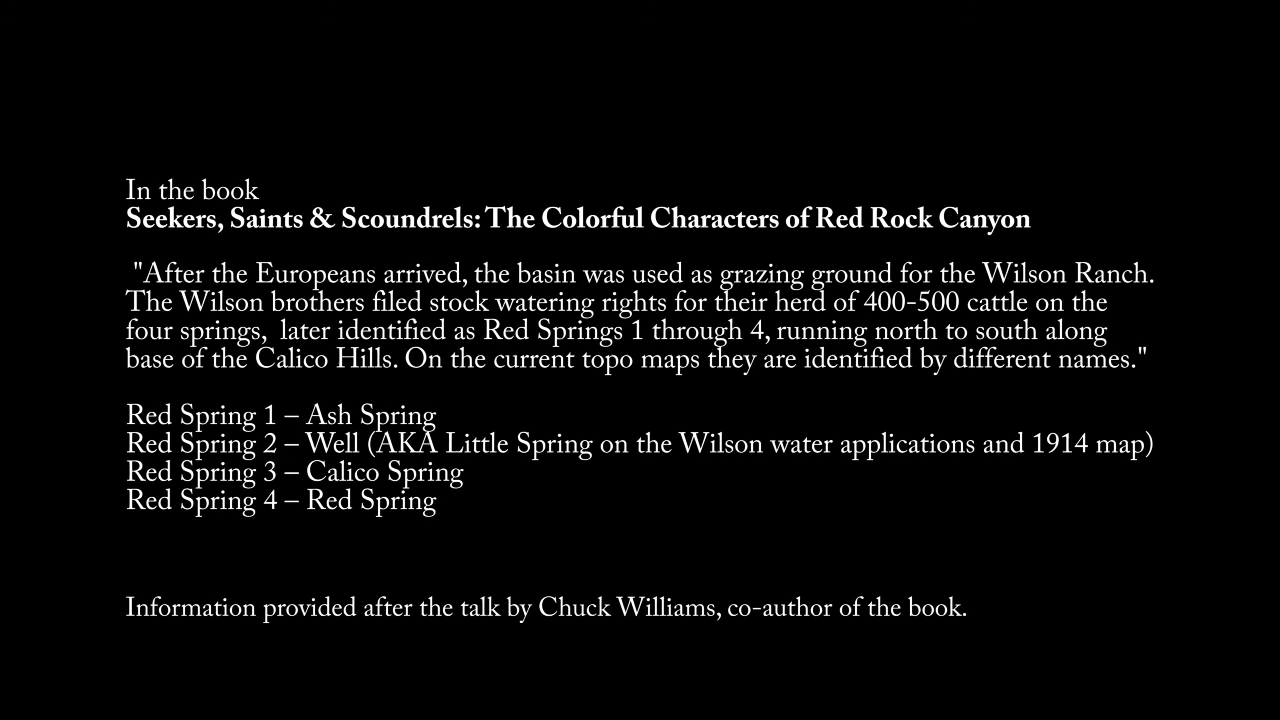 In the book
Seekers, Saints & Scoundrels: The Colorful Characters of Red Rock Canyon
"After the Europeans arrived, the basin was used as grazing ground for the Wilson Ranch.
The Wilson brothers filed stock watering rights for their herd of 400-500 cattle on the
four springs,  later identified as Red Springs 1 through 4, running north to south along
base of the Calico Hills. On the current topo maps they are identified by different names."
Red Spring 1 – Ash Spring
Red Spring 2 – Well (AKA Little Spring on the Wilson water applications and 1914 map)
Red Spring 3 – Calico Spring
Red Spring 4 – Red Spring
Information provided after the talk by Chuck Williams, co-author of the book.